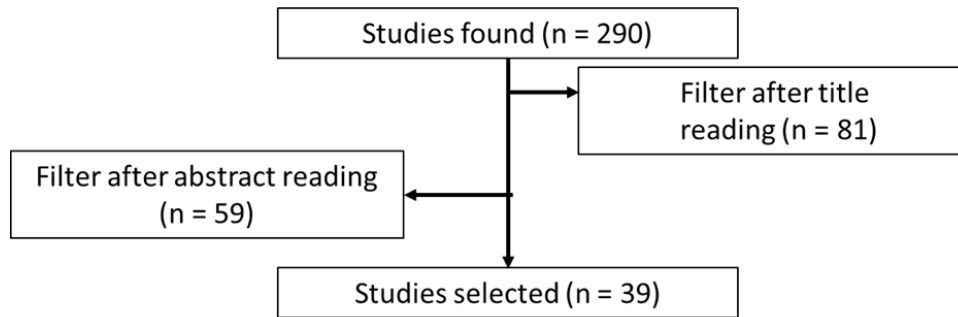 Studies found (n = 290)
Filter after title
reading (n = 81)
Filter after abstract reading
(n = 59)
Studies selected (n = 39)